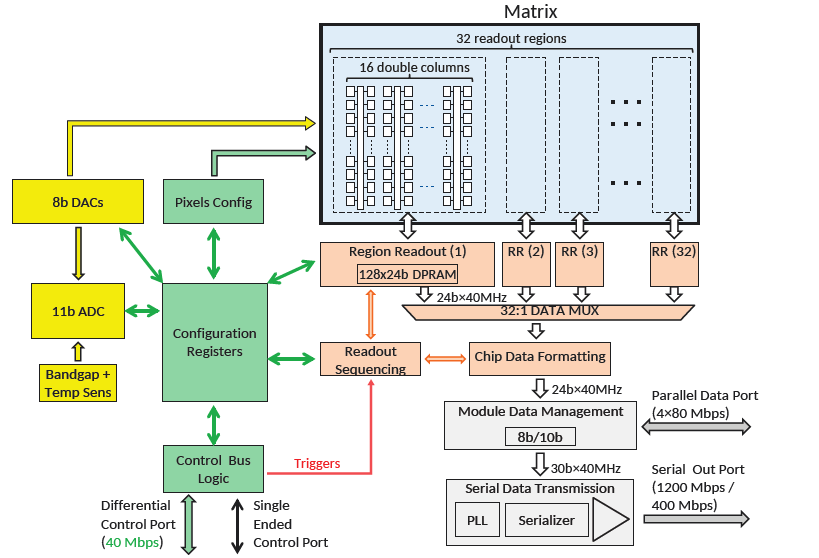 Matrix
32 readout regions
16 double columns
8b DACs
Pixels Config
Region Readout (1)
128x24b DPRAM
RR (2)
RR (3)
RR (32)
24b×40MHz
32:1 DATA MUX
11b ADC
Configuration
Registers
Readout
Sequencing
Chip Data Formatting
Bandgap +
Temp Sens
24b×40MHz
Module Data Management
8b/10b
Parallel Data Port
(4×80 Mbps)
Control Bus
Logic
Triggers
30b×40MHz
Serial Data Transmission
PLL
Serializer
Serial Out Port
(1200 Mbps /
400 Mbps)
Differential
Control Port
(40 Mbps)
Single
Ended
Control Port